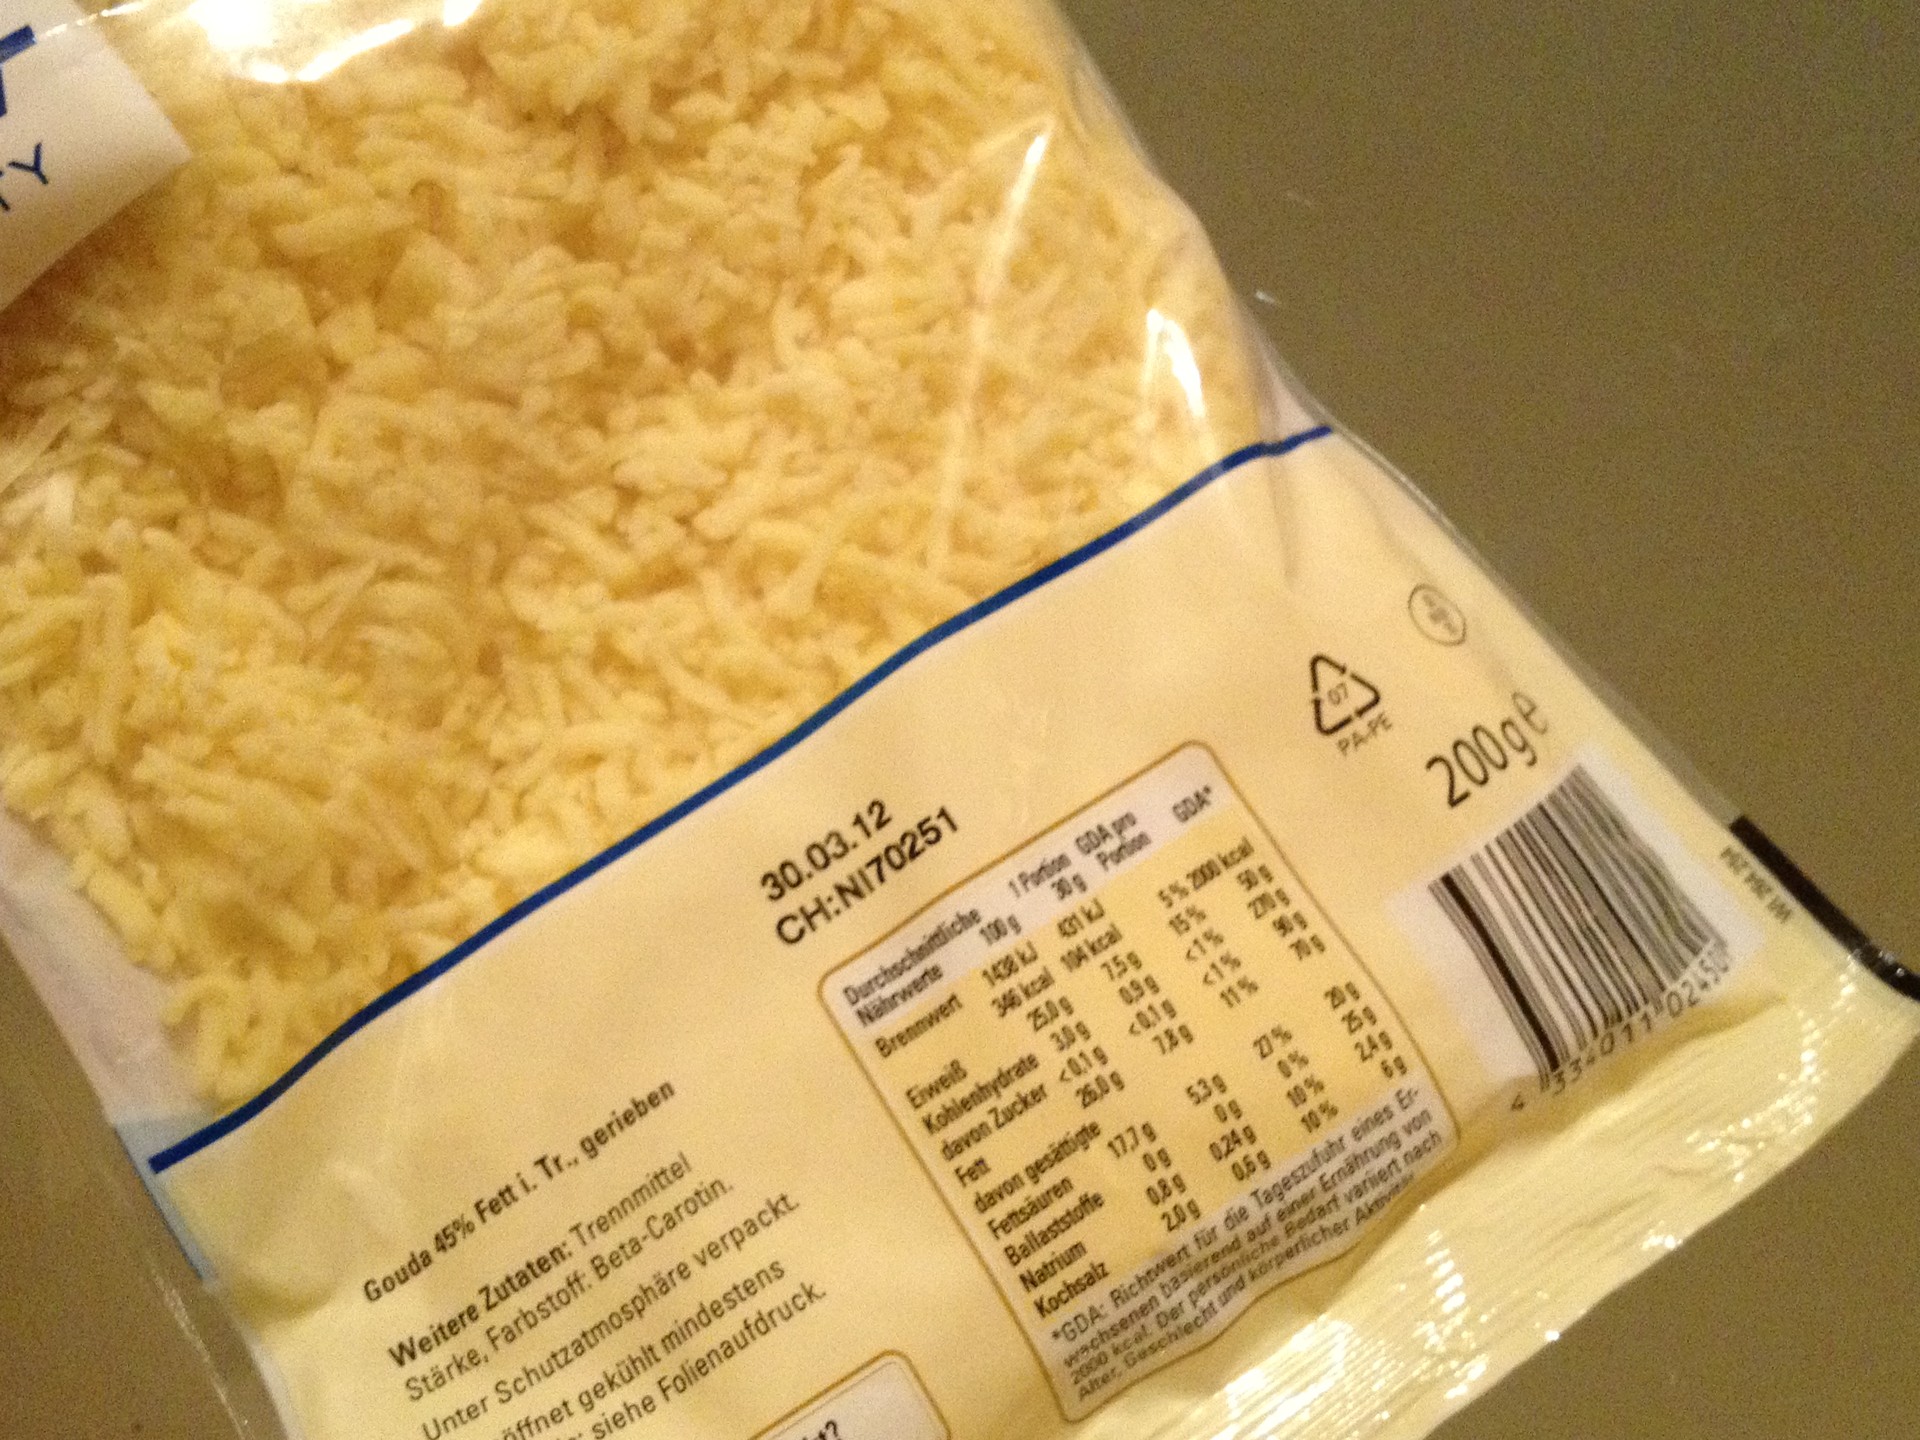 TY
30.03.12
CH:NI70251
07
PA-PE
200g e
Gouda 45% Fett i. Tr., gerieben
Weitere Zutaten: Trennmittel
Stärke, Farbstoff: Beta-Carotin.
Unter Schutzatmosphäre verpackt.
öffnet gekühlt mindestens
siehe Folienaufdruck.
Durchschnittliche Nährwerte 100 g 1 Portion 30 g GDA pro Portion GDA*
Brennwert 1438 kJ 431 kJ
346 kcal 104 kcal 5% 2000 kcal
Eiweiß 25,0 g 7,5 g 15% 50 g
Kohlenhydrate 3,0 g 0,9 g <1% 270 g
davon Zucker <0,1 g <0,1 g <1% 90 g
Fett 26,0 g 7,8 g 11% 70 g
davon gesättigte
Fettsäuren 17,7 g 5,3 g 27% 20 g
Ballaststoffe 0 g 0 g 0% 25 g
Natrium 0,8 g 0,24 g 10% 2,4 g
Kochsalz 2,0 g 0,6 g 10% 6 g
*GDA: Richtwert für die Tageszufuhr eines Er-
wachsenen basierend auf einer Ernährung von
2000 kcal. Der persönliche Bedarf variiert nach
Alter, Geschlecht und körperlicher Aktivität.